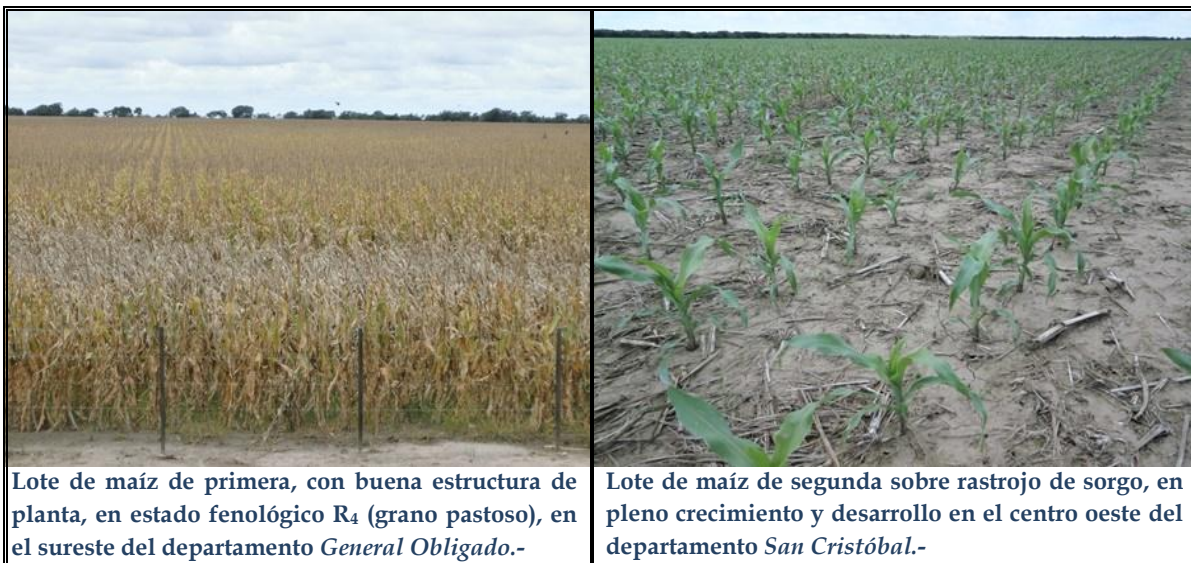 Lote de maíz de primera, con buena estructura de
planta, en estado fenológico R₄ (grano pastoso), en
el sureste del departamento General Obligado.-
Lote de maíz de segunda sobre rastrojo de sorgo, en
pleno crecimiento y desarrollo en el centro oeste del
departamento San Cristóbal.-